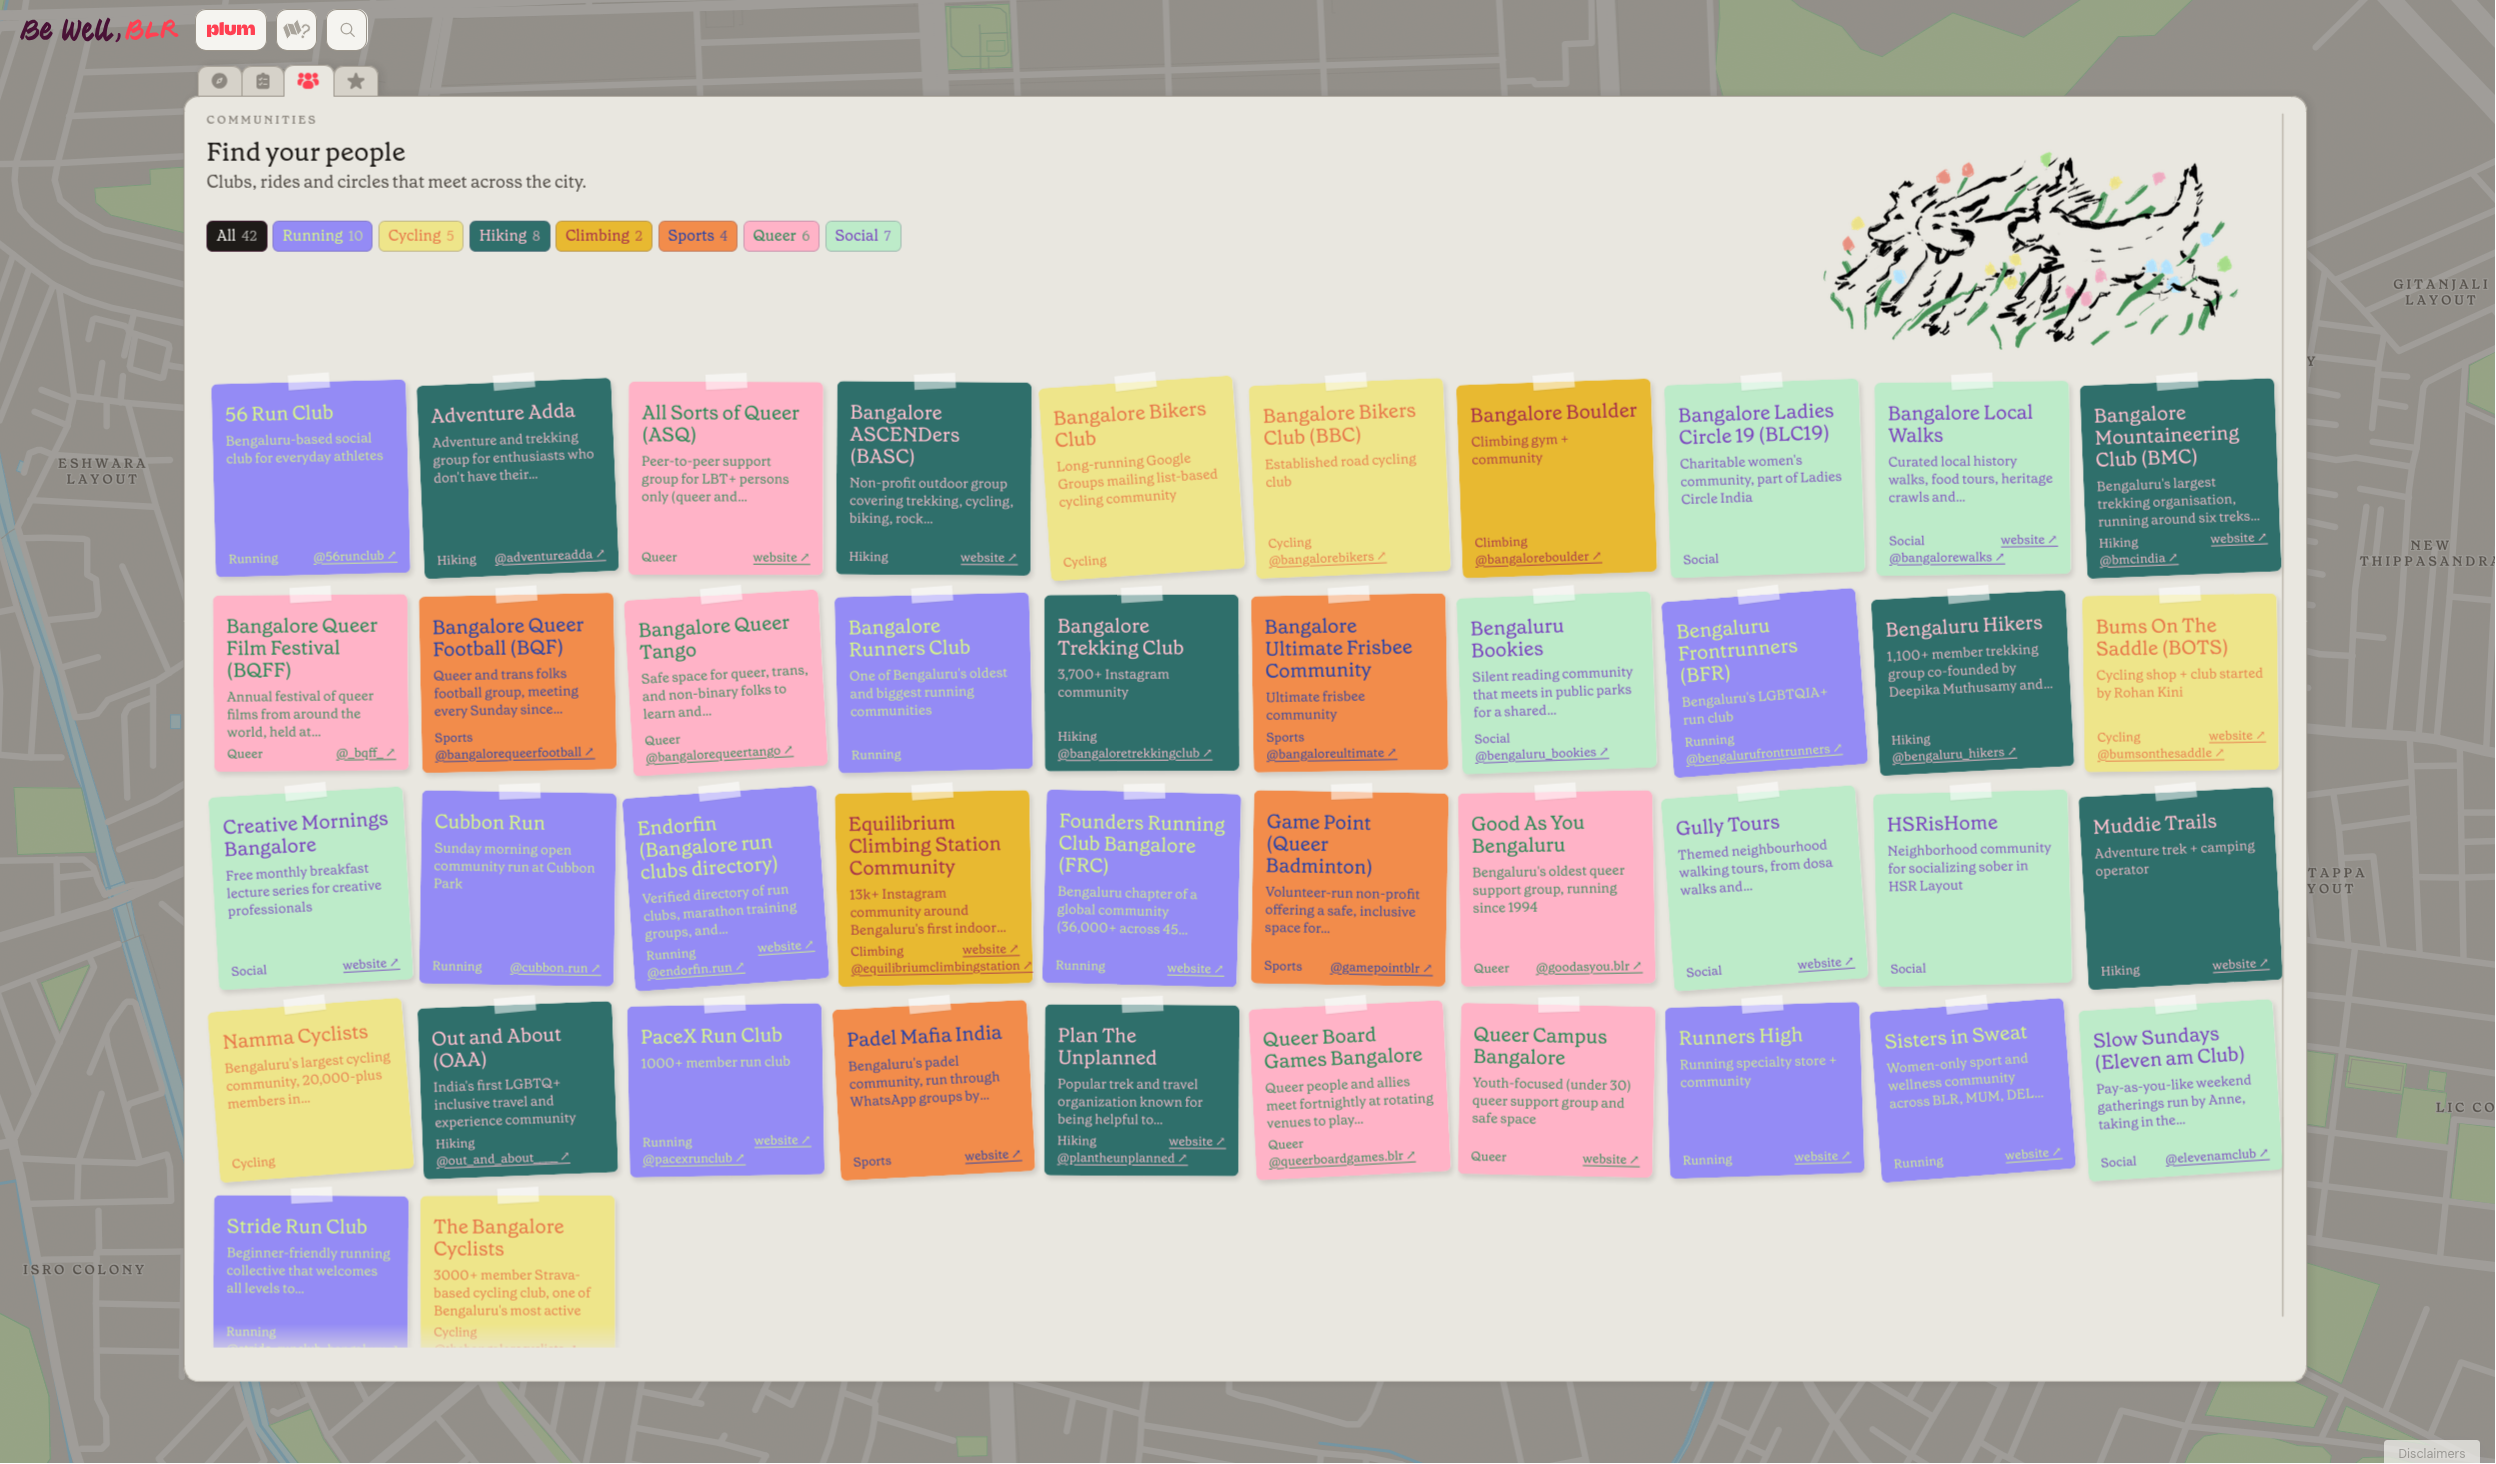 Be Well, BLR
plum
?
COMMUNITIES
Find your people
Clubs, rides and circles that meet across the city.
All 42
Running 10
Cycling 5
Hiking 8
Climbing 2
Sports 4
Queer 6
Social 7
56 Run Club
Bengaluru-based social
club for everyday athletes
Running
@56runclub ↗
Adventure Adda
Adventure and trekking
group for enthusiasts who
don't have their...
Hiking
@adventureadda ↗
All Sorts of Queer
(ASQ)
Peer-to-peer support
group for LBT+ persons
only (queer and...
Queer
website ↗
Bangalore
ASCENDers
(BASC)
Non-profit outdoor group
covering trekking, cycling,
biking, rock...
Hiking
website ↗
Bangalore Bikers
Club
Long-running Google
Groups mailing list-based
cycling community
Cycling
Bangalore Bikers
Club (BBC)
Established road cycling
club
Cycling
@bangalorebikers ↗
Bangalore Boulder
Climbing gym +
community
Climbing
@bangaloreboulder ↗
Bangalore Ladies
Circle 19 (BLC19)
Charitable women's
community, part of Ladies
Circle India
Social
Bangalore Local
Walks
Curated local history
walks, food tours, heritage
crawls and...
Social
website ↗
@bangalorewalks ↗
Bangalore
Mountaineering
Club (BMC)
Bengaluru's largest
trekking organisation,
running around six treks...
Hiking
website ↗
@bmcindia ↗
Bangalore Queer
Film Festival
(BQFF)
Annual festival of queer
films from around the
world, held at...
Queer
@_bqff_ ↗
Bangalore Queer
Football (BQF)
Queer and trans folks
football group, meeting
every Sunday since...
Sports
@bangalorequeerfootball ↗
Bangalore Queer
Tango
Safe space for queer, trans,
and non-binary folks to
learn and...
Queer
@bangalorequeertango ↗
Bangalore
Runners Club
One of Bengaluru's oldest
and biggest running
communities
Running
Bangalore
Trekking Club
3,700+ Instagram
community
Hiking
@bangaloretrekkingclub ↗
Bangalore
Ultimate Frisbee
Community
Ultimate frisbee
community
Sports
@bangaloreultimate ↗
Bengaluru
Bookies
Silent reading community
that meets in public parks
for a shared...
Social
@bengaluru_bookies ↗
Bengaluru
Frontrunners
(BFR)
Bengaluru's LGBTQIA+
run club
Running
@bengalurufrontrunners ↗
Bengaluru Hikers
1,100+ member trekking
group co-founded by
Deepika Muthusamy and...
Hiking
@bengaluru_hikers ↗
Bums On The
Saddle (BOTS)
Cycling shop + club started
by Rohan Kini
Cycling
website ↗
@bumsonthesaddle ↗
Creative Mornings
Bangalore
Free monthly breakfast
lecture series for creative
professionals
Social
website ↗
Cubbon Run
Sunday morning open
community run at Cubbon
Park
Running
@cubbon.run ↗
Endorfin
(Bangalore run
clubs directory)
Verified directory of run
clubs, marathon training
groups, and...
Running
website ↗
@endorfin.run ↗
Equilibrium
Climbing Station
Community
13k+ Instagram
community around
Bengaluru's first indoor...
Climbing
website ↗
@equilibriumclimbingstation ↗
Founders Running
Club Bangalore
(FRC)
Bengaluru chapter of a
global community
(36,000+ across 45...
Running
website ↗
Game Point
(Queer
Badminton)
Volunteer-run non-profit
offering a safe, inclusive
space for...
Sports
@gamepointblr ↗
Good As You
Bengaluru
Bengaluru's oldest queer
support group, running
since 1994
Queer
@goodasyou.blr ↗
Gully Tours
Themed neighbourhood
walking tours, from dosa
walks and...
Social
website ↗
HSRisHome
Neighborhood community
for socializing sober in
HSR Layout
Social
Muddie Trails
Adventure trek + camping
operator
Hiking
website ↗
Namma Cyclists
Bengaluru's largest cycling
community, 20,000-plus
members in...
Cycling
Out and About
(OAA)
India's first LGBTQ+
inclusive travel and
experience community
Hiking
@out_and_about____ ↗
PaceX Run Club
1000+ member run club
Running
website ↗
@pacexrunclub ↗
Padel Mafia India
Bengaluru's padel
community, run through
WhatsApp groups by...
Sports
website ↗
Plan The
Unplanned
Popular trek and travel
organization known for
being helpful to...
Hiking
website ↗
@plantheunplanned ↗
Queer Board
Games Bangalore
Queer people and allies
meet fortnightly at rotating
venues to play...
Queer
@queerboardgames.blr ↗
Queer Campus
Bangalore
Youth-focused (under 30)
queer support group and
safe space
Queer
website ↗
Runners High
Running specialty store +
community
Running
website ↗
Sisters in Sweat
Women-only sport and
wellness community
across BLR, MUM, DEL...
Running
website ↗
Slow Sundays
(Eleven am Club)
Pay-as-you-like weekend
gatherings run by Anne,
taking in the...
Social
@elevenamclub ↗
Stride Run Club
Beginner-friendly running
collective that welcomes
all levels to...
Running
The Bangalore
Cyclists
3000+ member Strava-
based cycling club, one of
Bengaluru's most active
Cycling
ESHWARA
LAYOUT
ISRO COLONY
GITANJALI
LAYOUT
NEW
THIPPASANDRA
TAPPA
YOUT
LIC CO
Disclaimers